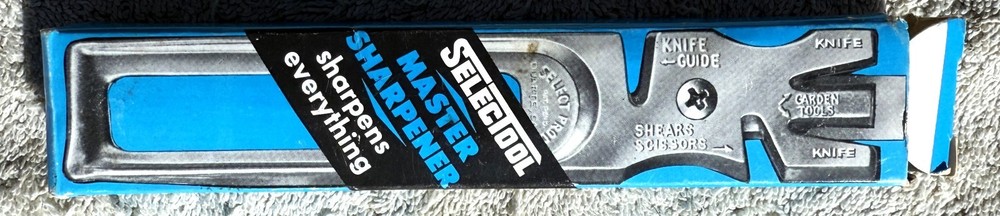 SELECTOOL
MASTER
SHARPENER
sharpens
everything
KNIFE
GUIDE
KNIFE
GARDEN
TOOLS
SHEARS
SCISSORS
KNIFE